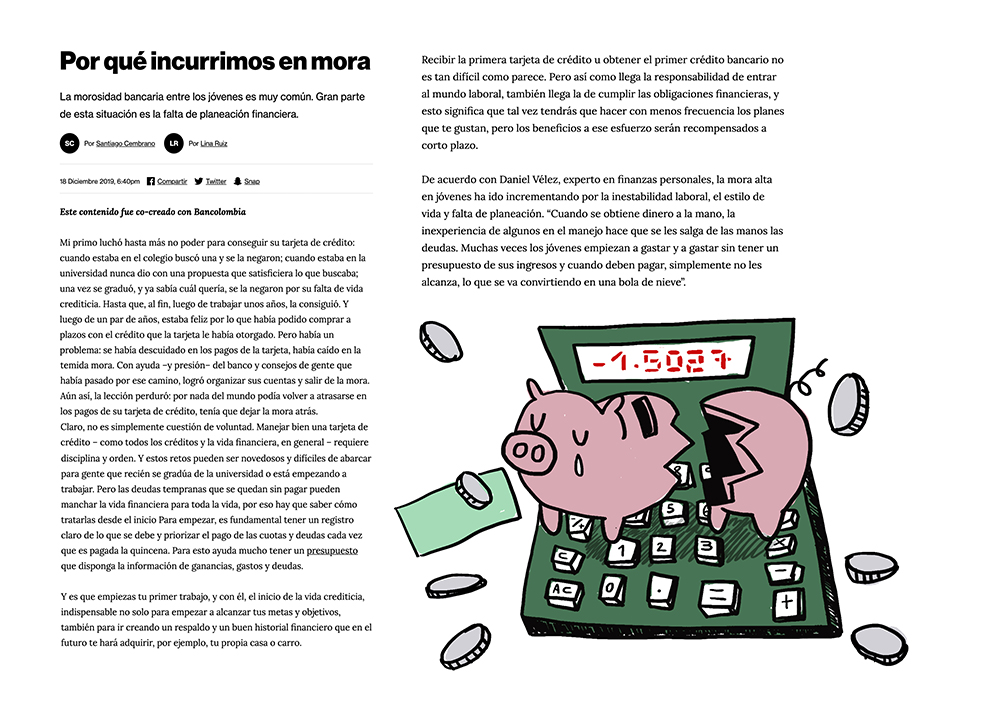 Por qué incurrimos en mora
La morosidad bancaria entre los jóvenes es muy común. Gran parte
de esta situación es la falta de planeación financiera.
SC Por Santiago Cembrano LR Por Lina Ruiz
18 Diciembre 2019, 6:40pm Compartir Twitter Snap
Este contenido fue co-creado con Bancolombia
Mi primo luchó hasta más no poder para conseguir su tarjeta de crédito:
cuando estaba en el colegio buscó una y se la negaron; cuando estaba en la
universidad nunca dio con una propuesta que satisficiera lo que buscaba;
una vez se graduó, y ya sabía cuál quería, se la negaron por su falta de vida
crediticia. Hasta que, al fin, luego de trabajar unos años, la consiguió. Y
luego de un par de años, estaba feliz por lo que había podido comprar a
plazos con el crédito que la tarjeta le había otorgado. Pero había un
problema: se había descuidado en los pagos de la tarjeta, había caído en la
temida mora. Con ayuda –y presión– del banco y consejos de gente que
había pasado por ese camino, logró organizar sus cuentas y salir de la mora.
Aún así, la lección perduró: por nada del mundo podía volver a atrasarse en
los pagos de su tarjeta de crédito, tenía que dejar la mora atrás.
Claro, no es simplemente cuestión de voluntad. Manejar bien una tarjeta de
crédito – como todos los créditos y la vida financiera, en general – requiere
disciplina y orden. Y estos retos pueden ser novedosos y difíciles de abarcar
para gente que recién se gradúa de la universidad o está empezando a
trabajar. Pero las deudas tempranas que se quedan sin pagar pueden
manchar la vida financiera para toda la vida, por eso hay que saber cómo
tratarlas desde el inicio Para empezar, es fundamental tener un registro
claro de lo que se debe y priorizar el pago de las cuotas y deudas cada vez
que es pagada la quincena. Para esto ayuda mucho tener un presupuesto
que disponga la información de ganancias, gastos y deudas.
Y es que empiezas tu primer trabajo, y con él, el inicio de la vida crediticia,
indispensable no solo para empezar a alcanzar tus metas y objetivos,
también para ir creando un respaldo y un buen historial financiero que en el
futuro te hará adquirir, por ejemplo, tu propia casa o carro.
Recibir la primera tarjeta de crédito u obtener el primer crédito bancario no
es tan difícil como parece. Pero así como llega la responsabilidad de entrar
al mundo laboral, también llega la de cumplir las obligaciones financieras, y
esto significa que tal vez tendrás que hacer con menos frecuencia los planes
que te gustan, pero los beneficios a ese esfuerzo serán recompensados a
corto plazo.
De acuerdo con Daniel Vélez, experto en finanzas personales, la mora alta
en jóvenes ha ido incrementando por la inestabilidad laboral, el estilo de
vida y falta de planeación. “Cuando se obtiene dinero a la mano, la
inexperiencia de algunos en el manejo hace que se les salga de las manos las
deudas. Muchas veces los jóvenes empiezan a gastar y a gastar sin tener un
presupuesto de sus ingresos y cuando deben pagar, simplemente no les
alcanza, lo que se va convirtiendo en una bola de nieve”.
8 9
% 5
C 1 2 3 X
−
AC 0 . = +